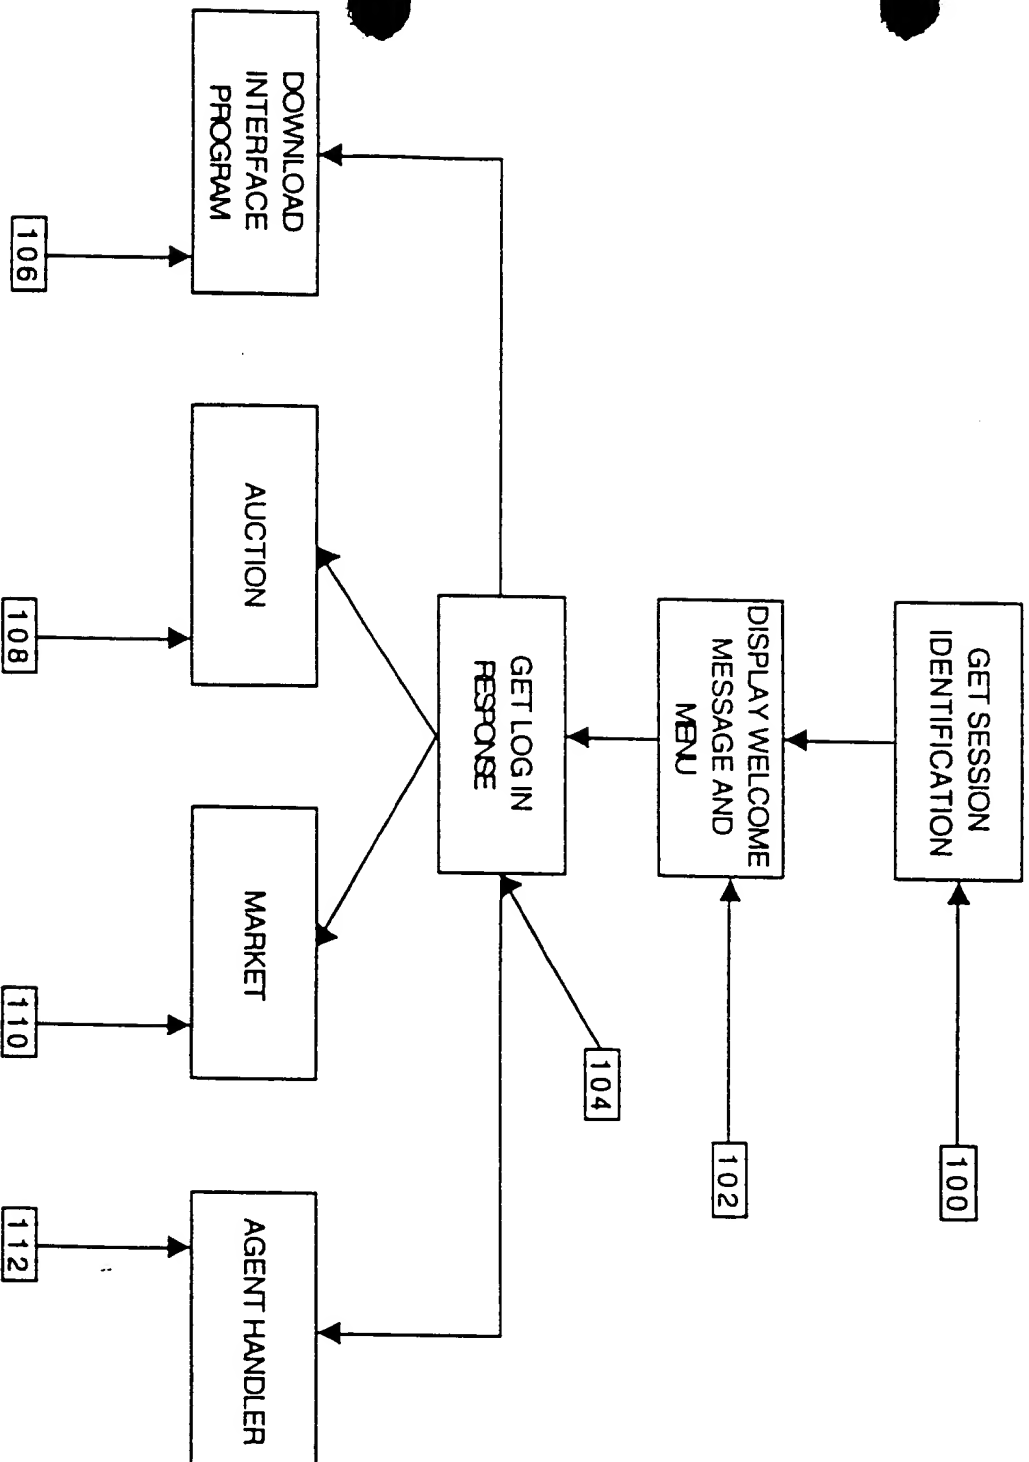 GET SESSION
IDENTIFICATION
100
DISPLAY WELCOME
MESSAGE AND
MENU
102
GET LOG IN
RESPONSE
104
DOWNLOAD
INTERFACE
PROGRAM
AUCTION
MARKET
AGENT HANDLER
106
108
110
112